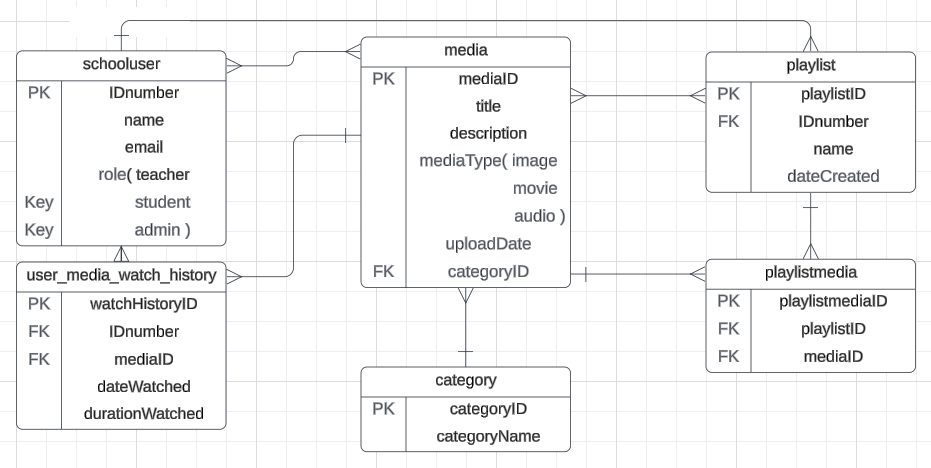 schooluser
PK IDnumber
name
email
role( teacher
Key student
Key admin )
user_media_watch_history
PK watchHistoryID
FK IDnumber
FK mediaID
dateWatched
durationWatched
media
PK mediaID
title
description
mediaType( image
movie
audio )
uploadDate
FK categoryID
category
PK categoryID
categoryName
playlist
PK playlistID
FK IDnumber
name
dateCreated
playlistmedia
PK playlistmediaID
FK playlistID
FK mediaID